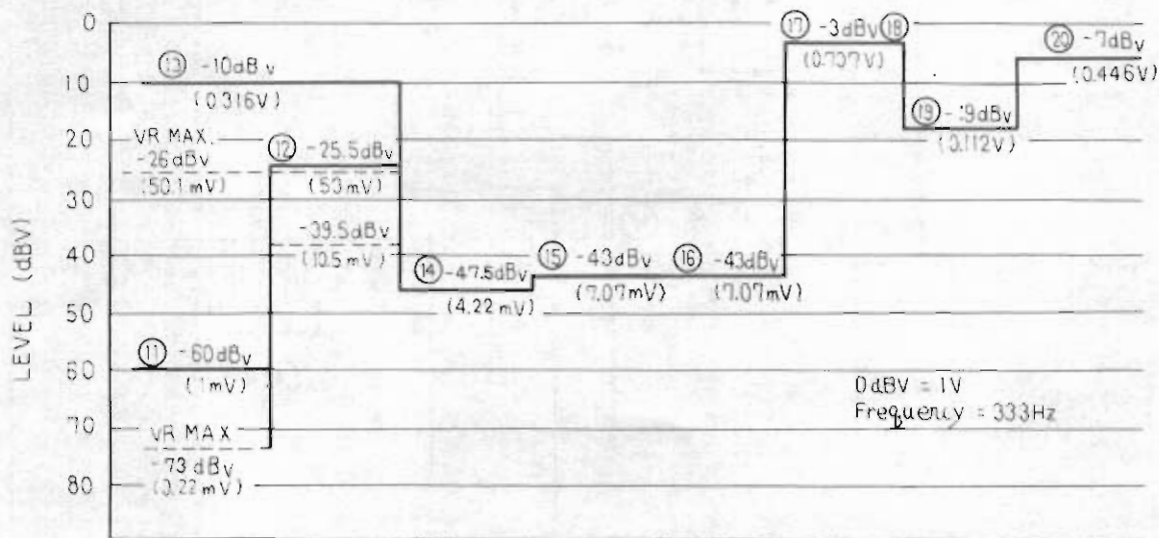 LEVEL (dBV)
0
10
20
30
40
50
60
70
80
⑬ -10dBv
(0.316V)
VR MAX.
-26dBv
(50.1mV)
⑫ -25.5dBv
(53mV)
-39.5dBv
(10.5mV)
⑪ -60dBv
(1mV)
VR MAX
-73dBv
(0.22mV)
⑭ -47.5dBv
(4.22mV)
⑮ -43dBv
(7.07mV)
⑯ -43dBv
(7.07mV)
⑰ -3dBv ⑱
(0.707V)
⑲ -19dBv
(0.112V)
⑳ -7dBv
(0.446V)
0dBV = 1V
Frequency = 333Hz